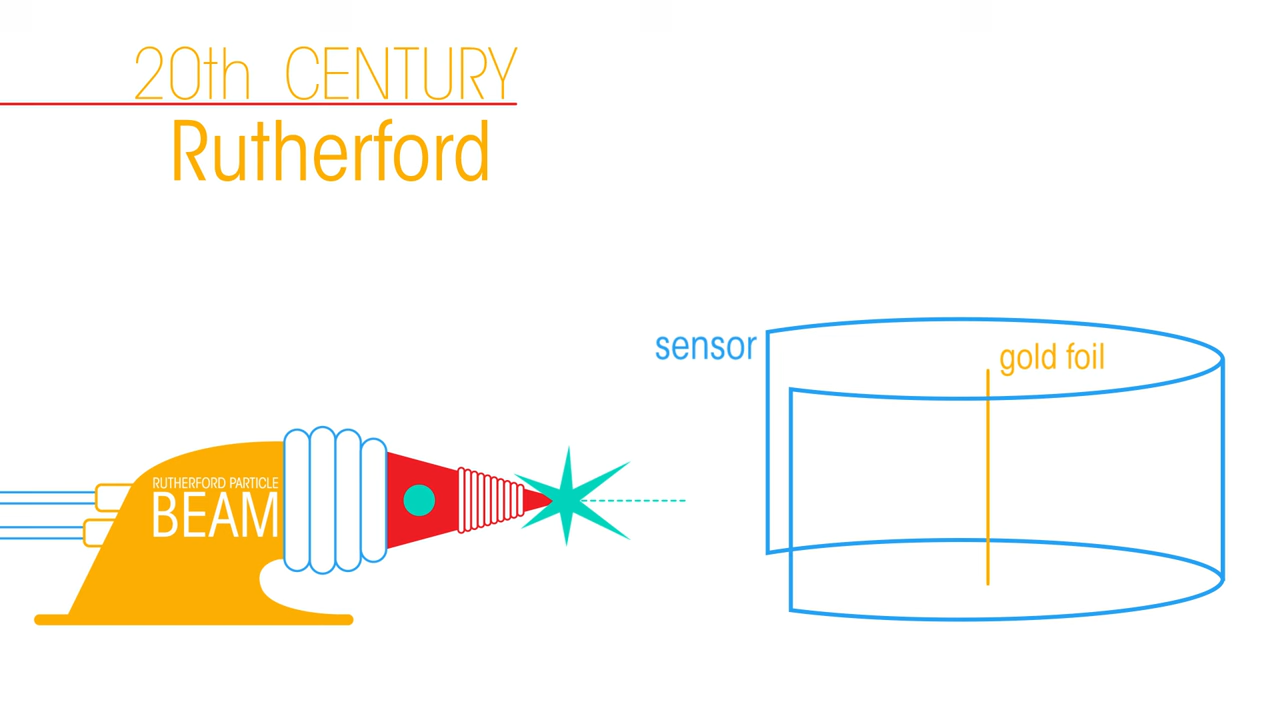 20th CENTURY
Rutherford
sensor
gold foil
RUTHERFORD PARTICLE
BEAM